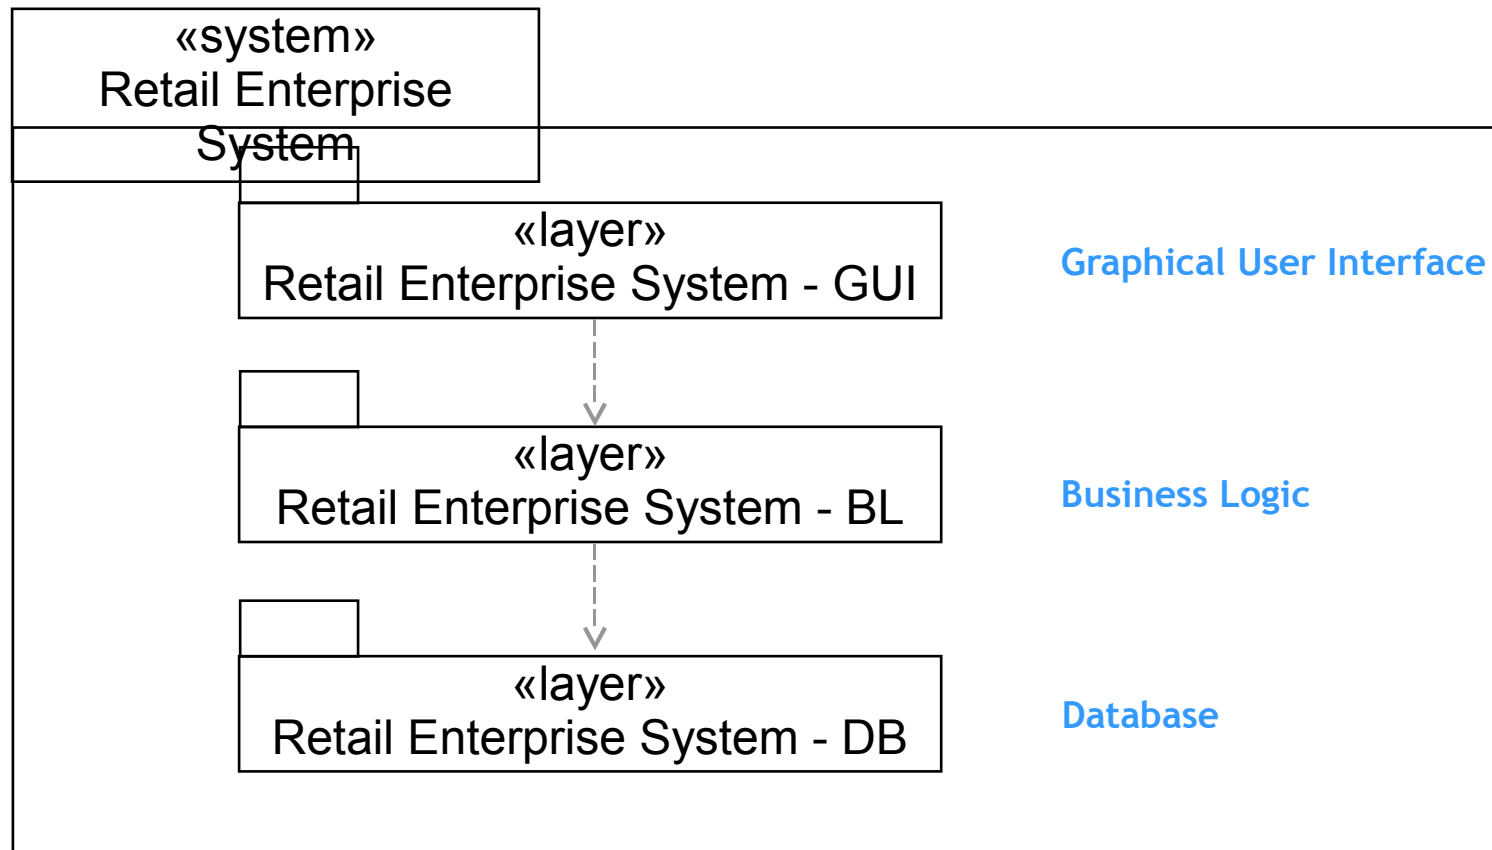 «system»
Retail Enterprise
System
«layer»
Retail Enterprise System - GUI
Graphical User Interface
«layer»
Retail Enterprise System - BL
Business Logic
«layer»
Retail Enterprise System - DB
Database